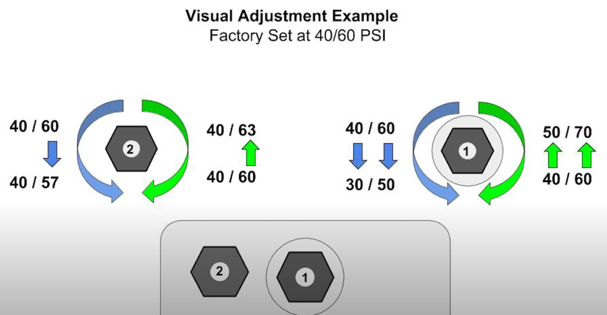 Visual Adjustment Example
Factory Set at 40/60 PSI
40 / 60
40 / 57
2
40 / 63
40 / 60
40 / 60
30 / 50
1
50 / 70
40 / 60
2
1